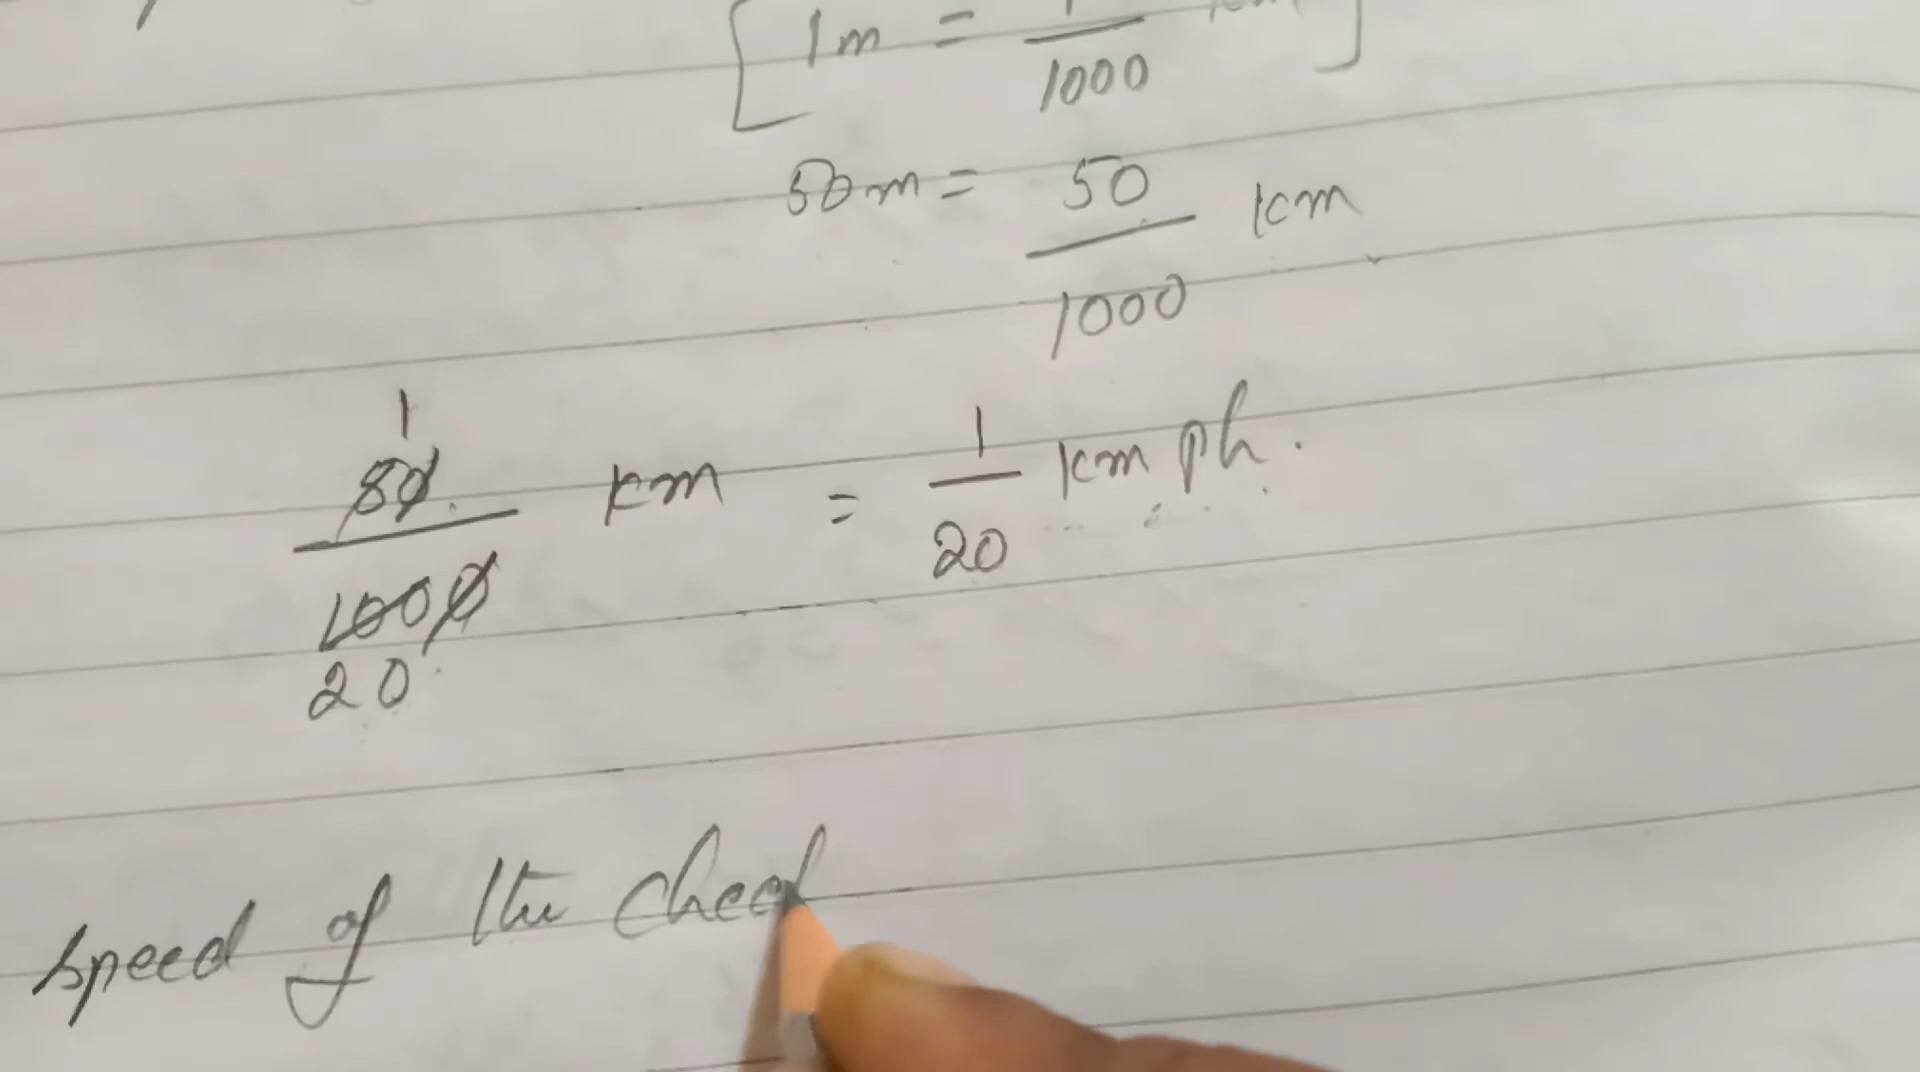 [1m = 1/1000 km]
50m = 50/1000 km
1
50/1000 km = 1/20 kmph.
20
speed of the cheet